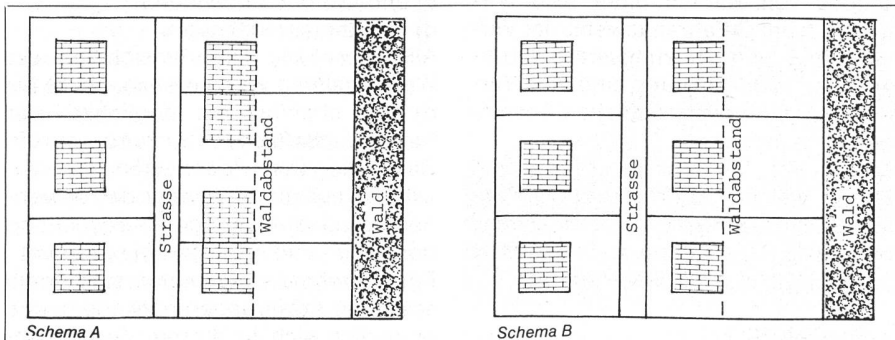 Strasse
Waldabstand
Wald
Schema A
Strasse
Waldabstand
Wald
Schema B